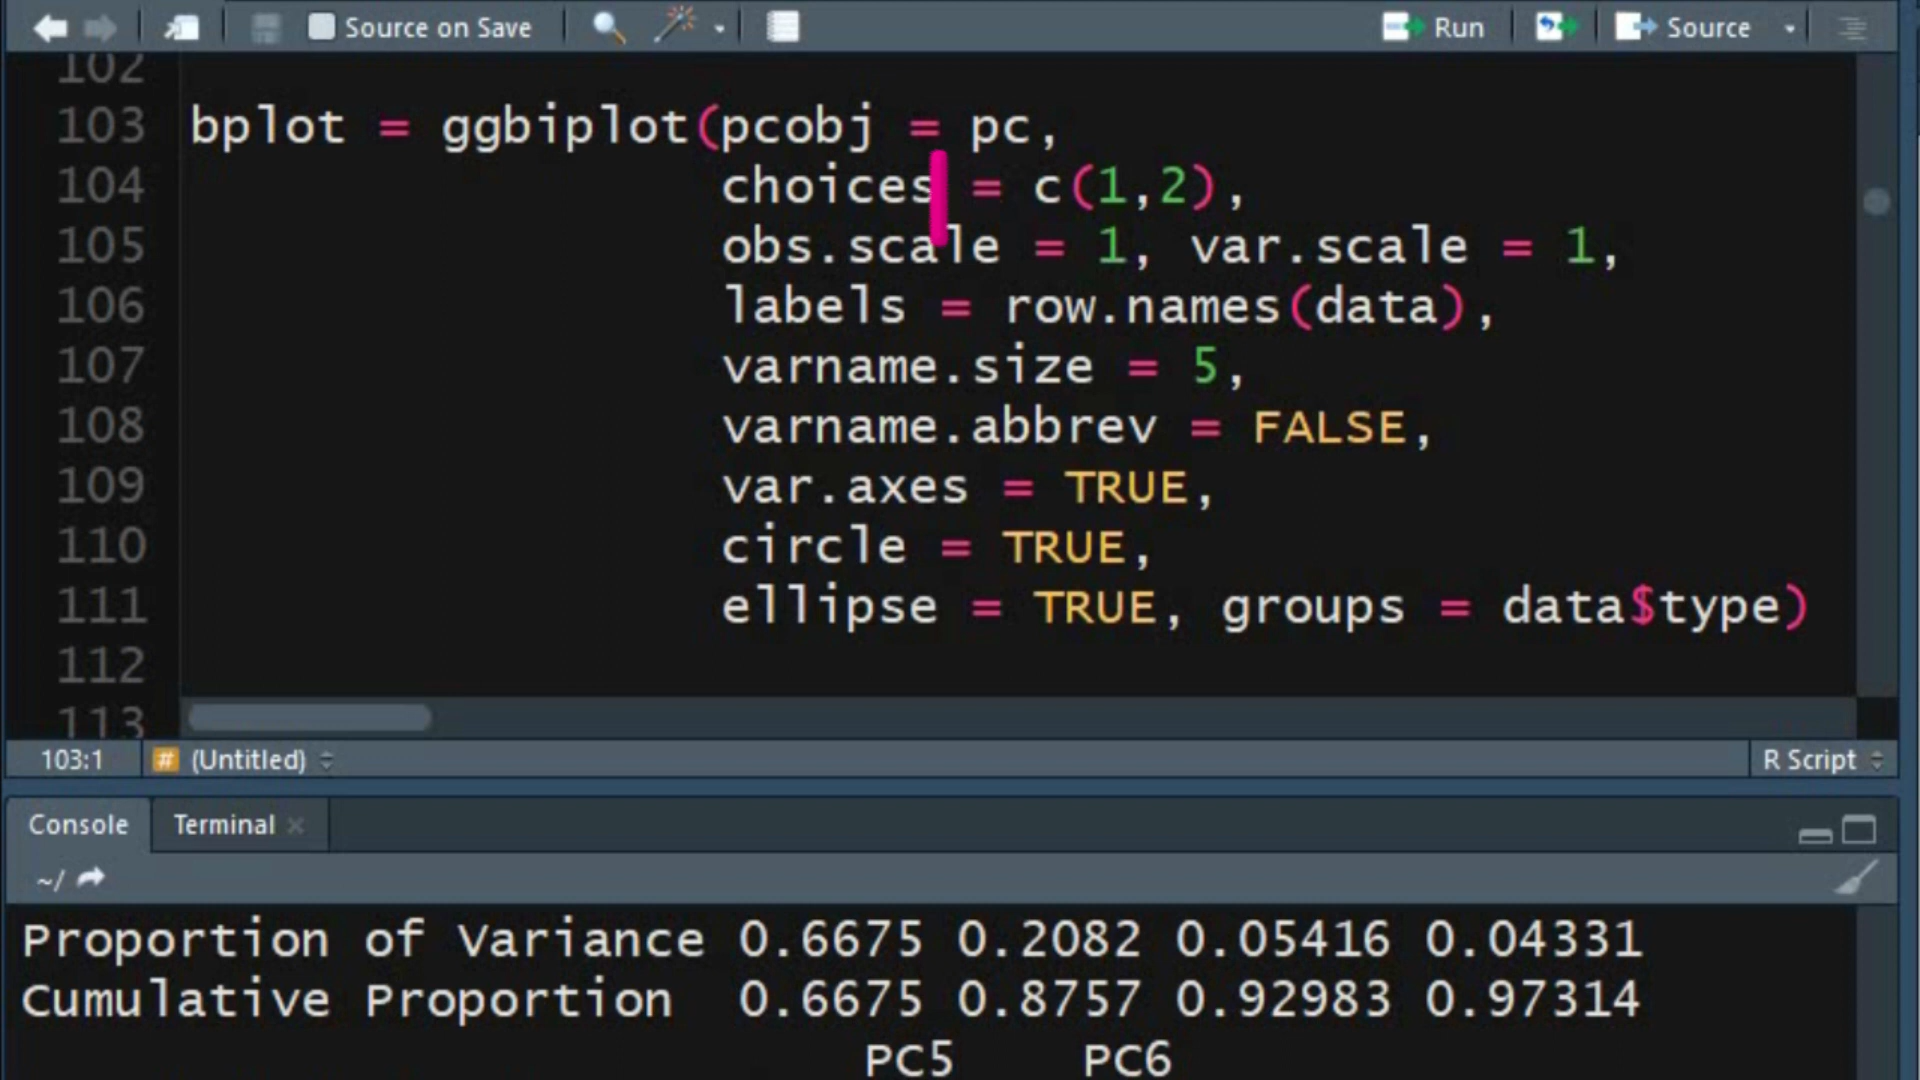 Source on Save Run Source
102
103 bplot = ggbiplot(pcobj = pc,
104 choices = c(1,2),
105 obs.scale = 1, var.scale = 1,
106 labels = row.names(data),
107 varname.size = 5,
108 varname.abbrev = FALSE,
109 var.axes = TRUE,
110 circle = TRUE,
111 ellipse = TRUE, groups = data$type)
112
113
103:1 # (Untitled) R Script
Console Terminal
~/
Proportion of Variance 0.6675 0.2082 0.05416 0.04331
Cumulative Proportion 0.6675 0.8757 0.92983 0.97314
PC5 PC6